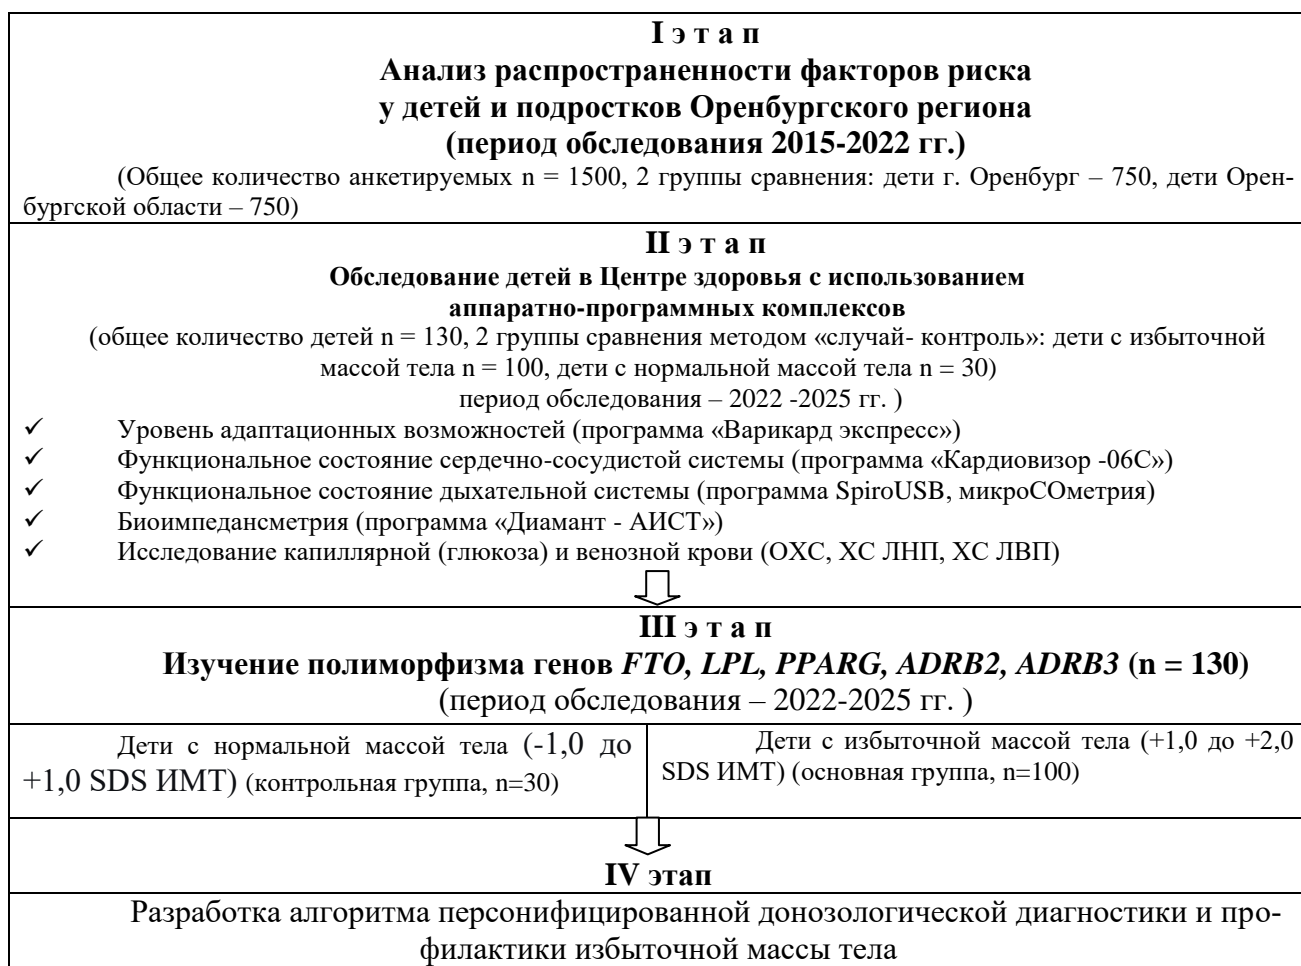 I э т а п
Анализ распространенности факторов риска
у детей и подростков Оренбургского региона
(период обследования 2015-2022 гг.)
(Общее количество анкетируемых n = 1500, 2 группы сравнения: дети г. Оренбург – 750, дети Орен-
бургской области – 750)
II э т а п
Обследование детей в Центре здоровья с использованием
аппаратно-программных комплексов
(общее количество детей n = 130, 2 группы сравнения методом «случай- контроль»: дети с избыточной
массой тела n = 100, дети с нормальной массой тела n = 30)
период обследования – 2022 -2025 гг. )
✓ Уровень адаптационных возможностей (программа «Варикард экспресс»)
✓ Функциональное состояние сердечно-сосудистой системы (программа «Кардиовизор -06С»)
✓ Функциональное состояние дыхательной системы (программа SpiroUSB, микроСОметрия)
✓ Биоимпедансметрия (программа «Диамант - АИСТ»)
✓ Исследование капиллярной (глюкоза) и венозной крови (ОХС, ХС ЛНП, ХС ЛВП)
III э т а п
Изучение полиморфизма генов FTO, LPL, PPARG, ADRB2, ADRB3 (n = 130)
(период обследования – 2022-2025 гг. )
Дети с нормальной массой тела (-1,0 до
+1,0 SDS ИМТ) (контрольная группа, n=30)
Дети с избыточной массой тела (+1,0 до +2,0
SDS ИМТ) (основная группа, n=100)
IV этап
Разработка алгоритма персонифицированной донозологической диагностики и про-
филактики избыточной массы тела